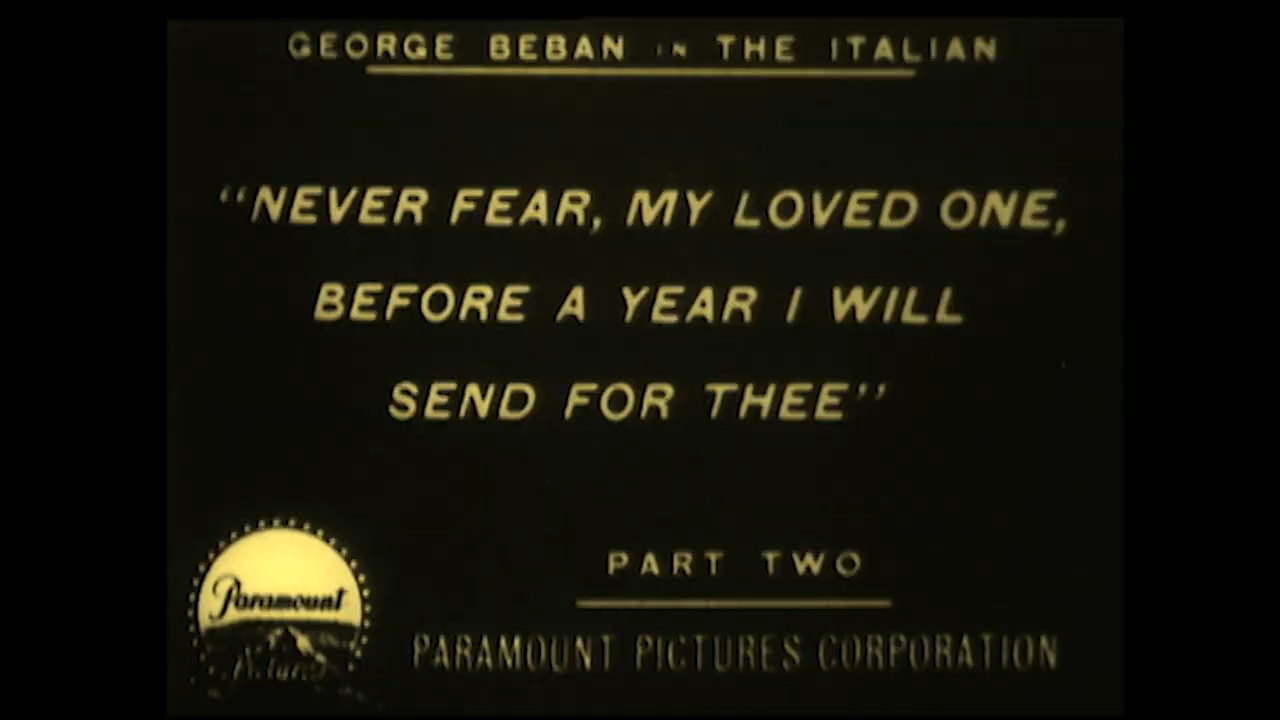 GEORGE BEBAN IN THE ITALIAN
“NEVER FEAR, MY LOVED ONE,
BEFORE A YEAR I WILL
SEND FOR THEE”
PART TWO
Paramount
PARAMOUNT PICTURES CORPORATION